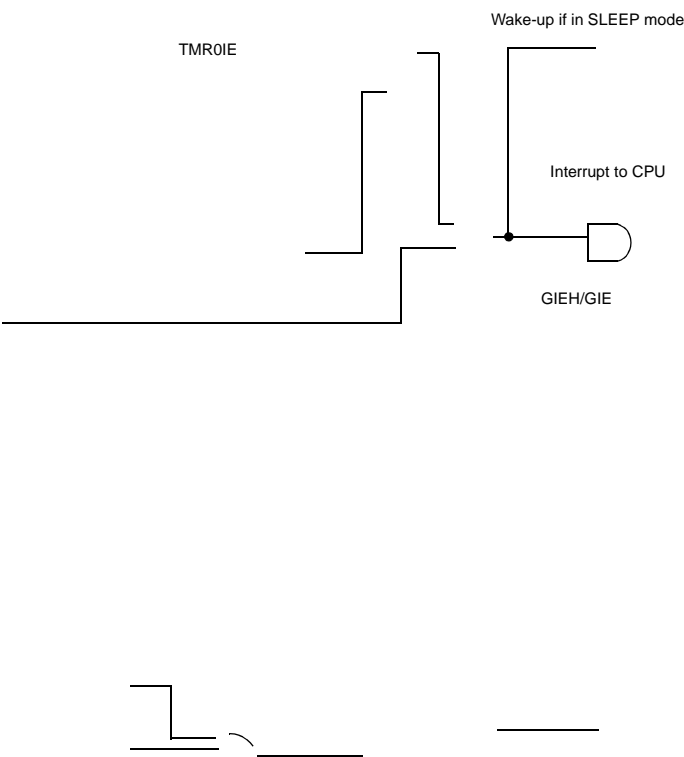 Wake-up if in SLEEP mode
TMR0IE
Interrupt to CPU
GIEH/GIE